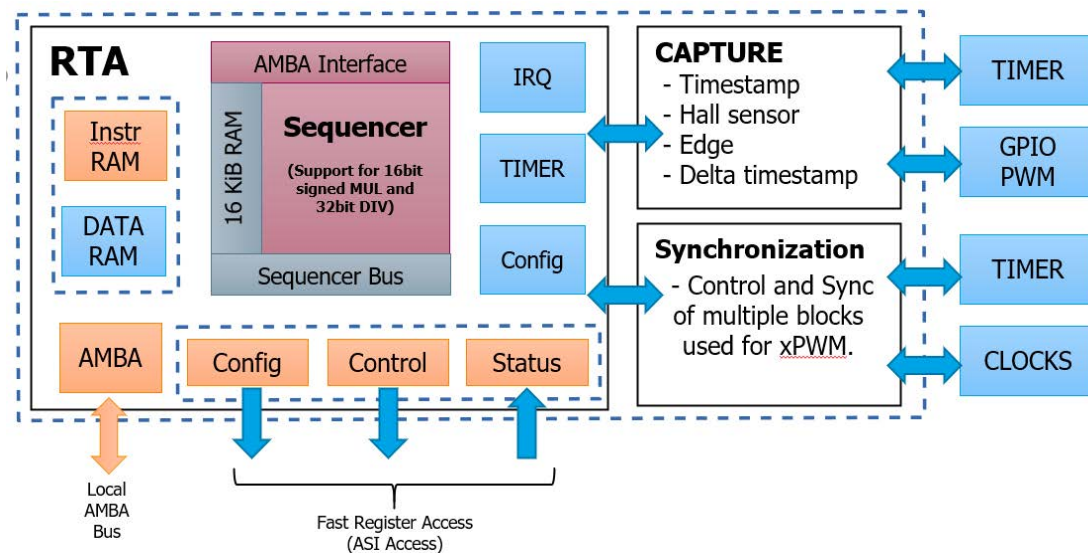 RTA
Instr
RAM
DATA
RAM
AMBA Interface
16 KiB RAM
Sequencer
(Support for 16bit
signed MUL and
32bit DIV)
Sequencer Bus
IRQ
TIMER
Config
AMBA
Config
Control
Status
CAPTURE
- Timestamp
- Hall sensor
- Edge
- Delta timestamp
Synchronization
- Control and Sync
of multiple blocks
used for xPWM.
TIMER
GPIO
PWM
TIMER
CLOCKS
Local
AMBA
Bus
Fast Register Access
(ASI Access)